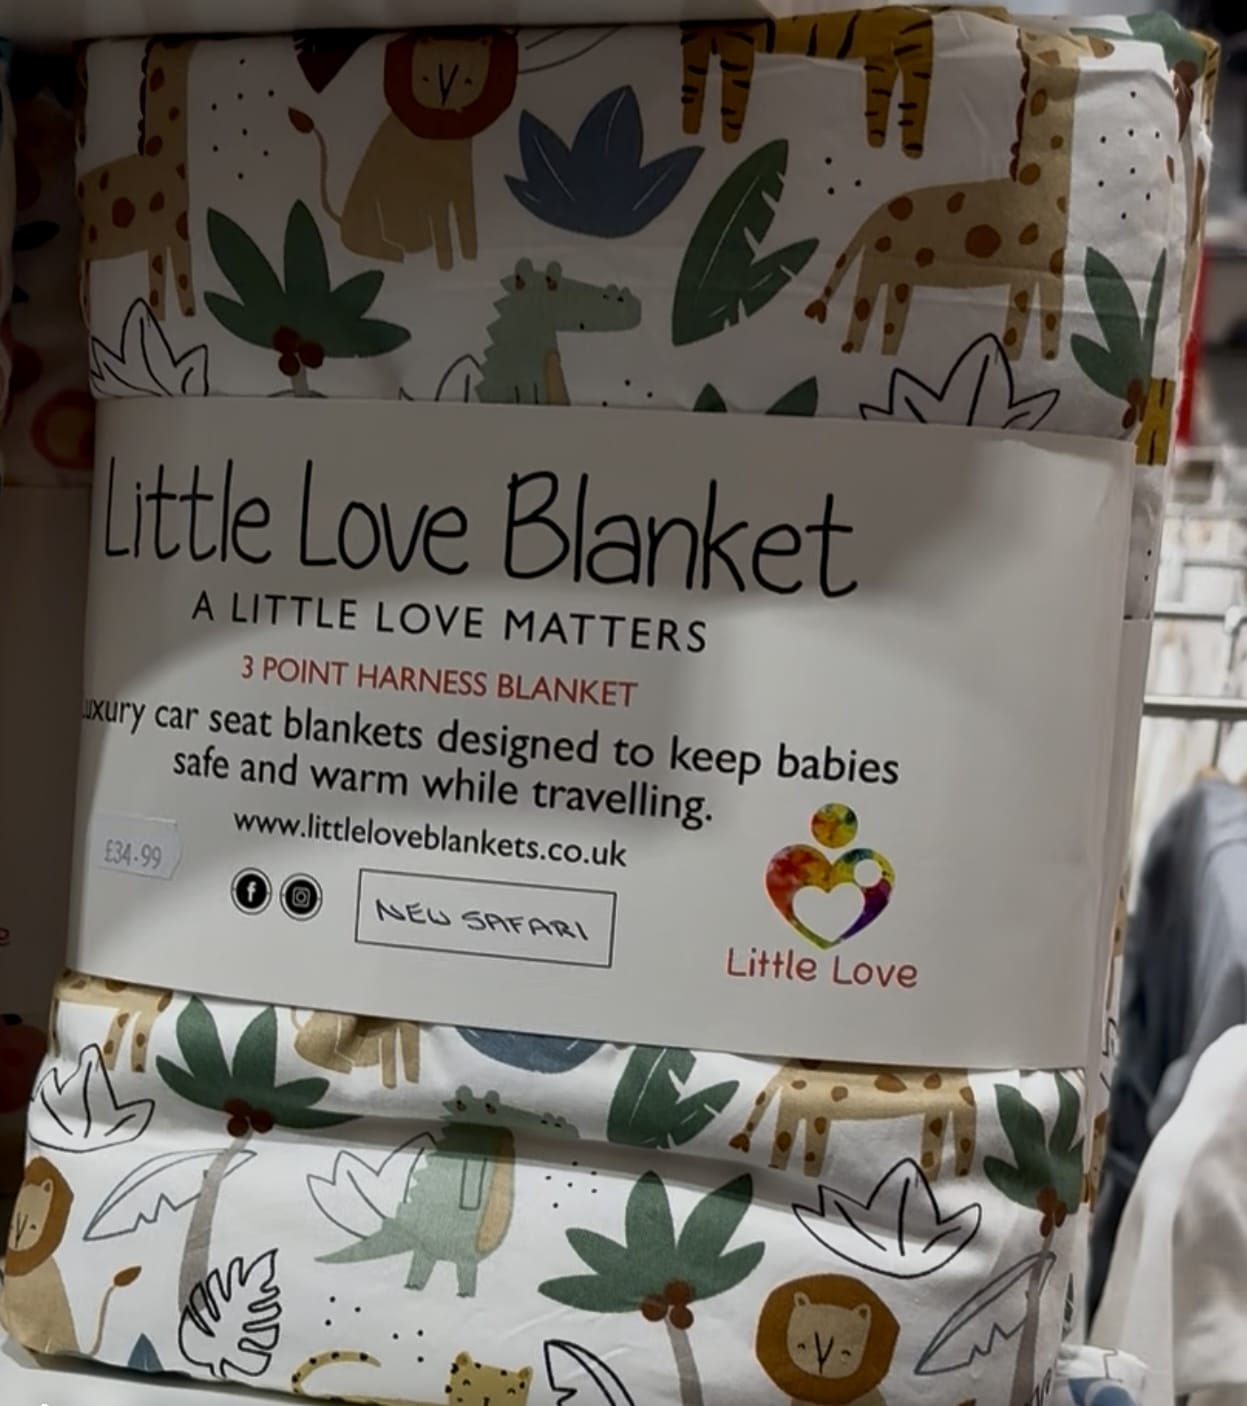 Little Love Blanket
A LITTLE LOVE MATTERS
3 POINT HARNESS BLANKET
uxury car seat blankets designed to keep babies
safe and warm while travelling.
www.littleloveblankets.co.uk
£34.99
f
NEW SAFARI
Little Love